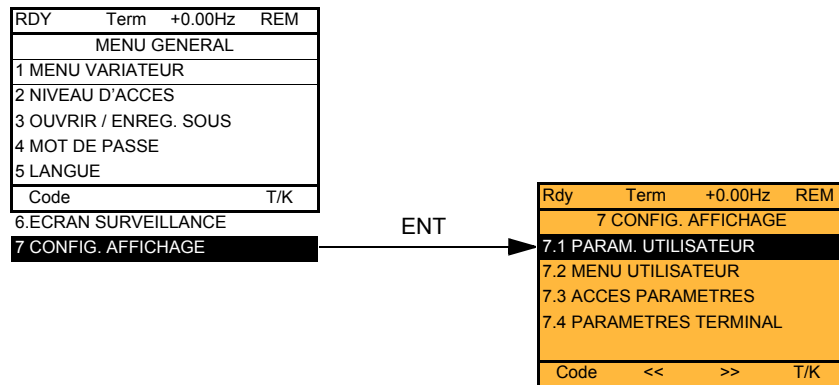 RDY Term +0.00Hz REM
MENU GENERAL
1 MENU VARIATEUR
2 NIVEAU D'ACCES
3 OUVRIR / ENREG. SOUS
4 MOT DE PASSE
5 LANGUE
Code T/K
6.ECRAN SURVEILLANCE
7 CONFIG. AFFICHAGE
ENT
Rdy Term +0.00Hz REM
7 CONFIG. AFFICHAGE
7.1 PARAM. UTILISATEUR
7.2 MENU UTILISATEUR
7.3 ACCES PARAMETRES
7.4 PARAMETRES TERMINAL
Code << >> T/K